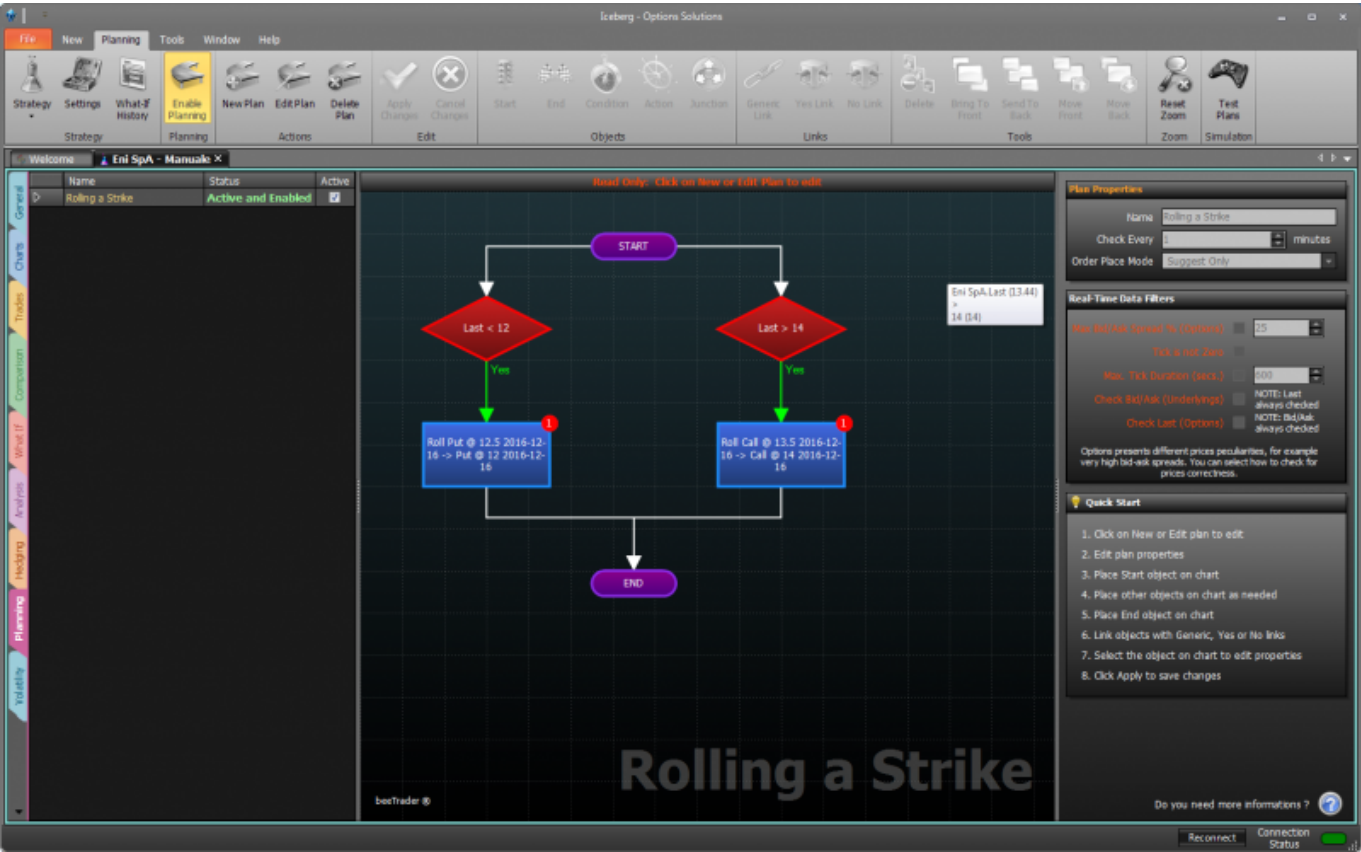 Iceberg - Options Solutions
File New Planning Tools Window Help
Strategy Settings What-If History Enable Planning New Plan Edit Plan Delete Plan Apply Changes Cancel Changes Start End Condition Action Junction Generic Link Yes Link No Link Delete Bring To Front Send To Back Move Front Move Back Reset Zoom Test Plans
Strategy Planning Actions Edit Objects Links Tools Zoom Simulation
Welcome Eni SpA - Manuale ×
General
Charts
Trades
Comparison
What If
Analysis
Hedging
Planning
Volatility
Name Status Active
Rolling a Strike Active and Enabled
Read Only: Click on New or Edit Plan to edit
START
Last < 12
Last > 14
Yes
Yes
Eni SpA.Last (13.44)
>
14 (14)
1
Roll Put @ 12.5 2016-12-
16 -> Put @ 12 2016-12-
16
1
Roll Call @ 13.5 2016-12-
16 -> Call @ 14 2016-12-
16
END
Rolling a Strike
beeTrader ®
Plan Properties
Name Rolling a Strike
Check Every 1 minutes
Order Place Mode Suggest Only
Real-Time Data Filters
Max Bid/Ask Spread % (Options) 25
Tick is not Zero
Max. Tick Duration (secs.) 600
Check Bid/Ask (Underlyings) NOTE: Last
always checked
Check Last (Options) NOTE: Bid/Ask
always checked
Options presents different prices peculiarities, for example
very high bid-ask spreads. You can select how to check for
prices correctness.
Quick Start
1. Click on New or Edit plan to edit
2. Edit plan properties
3. Place Start object on chart
4. Place other objects on chart as needed
5. Place End object on chart
6. Link objects with Generic, Yes or No links
7. Select the object on chart to edit properties
8. Click Apply to save changes
Do you need more informations ? ?
Reconnect Connection
Status